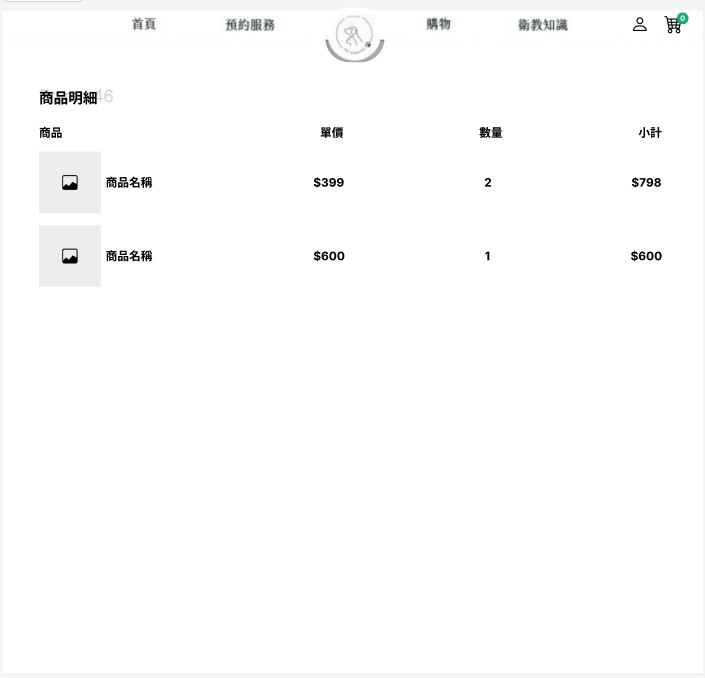 首頁 預約服務 購物 衛教知識 0
商品明細 46
商品 單價 數量 小計
商品名稱 $399 2 $798
商品名稱 $600 1 $600